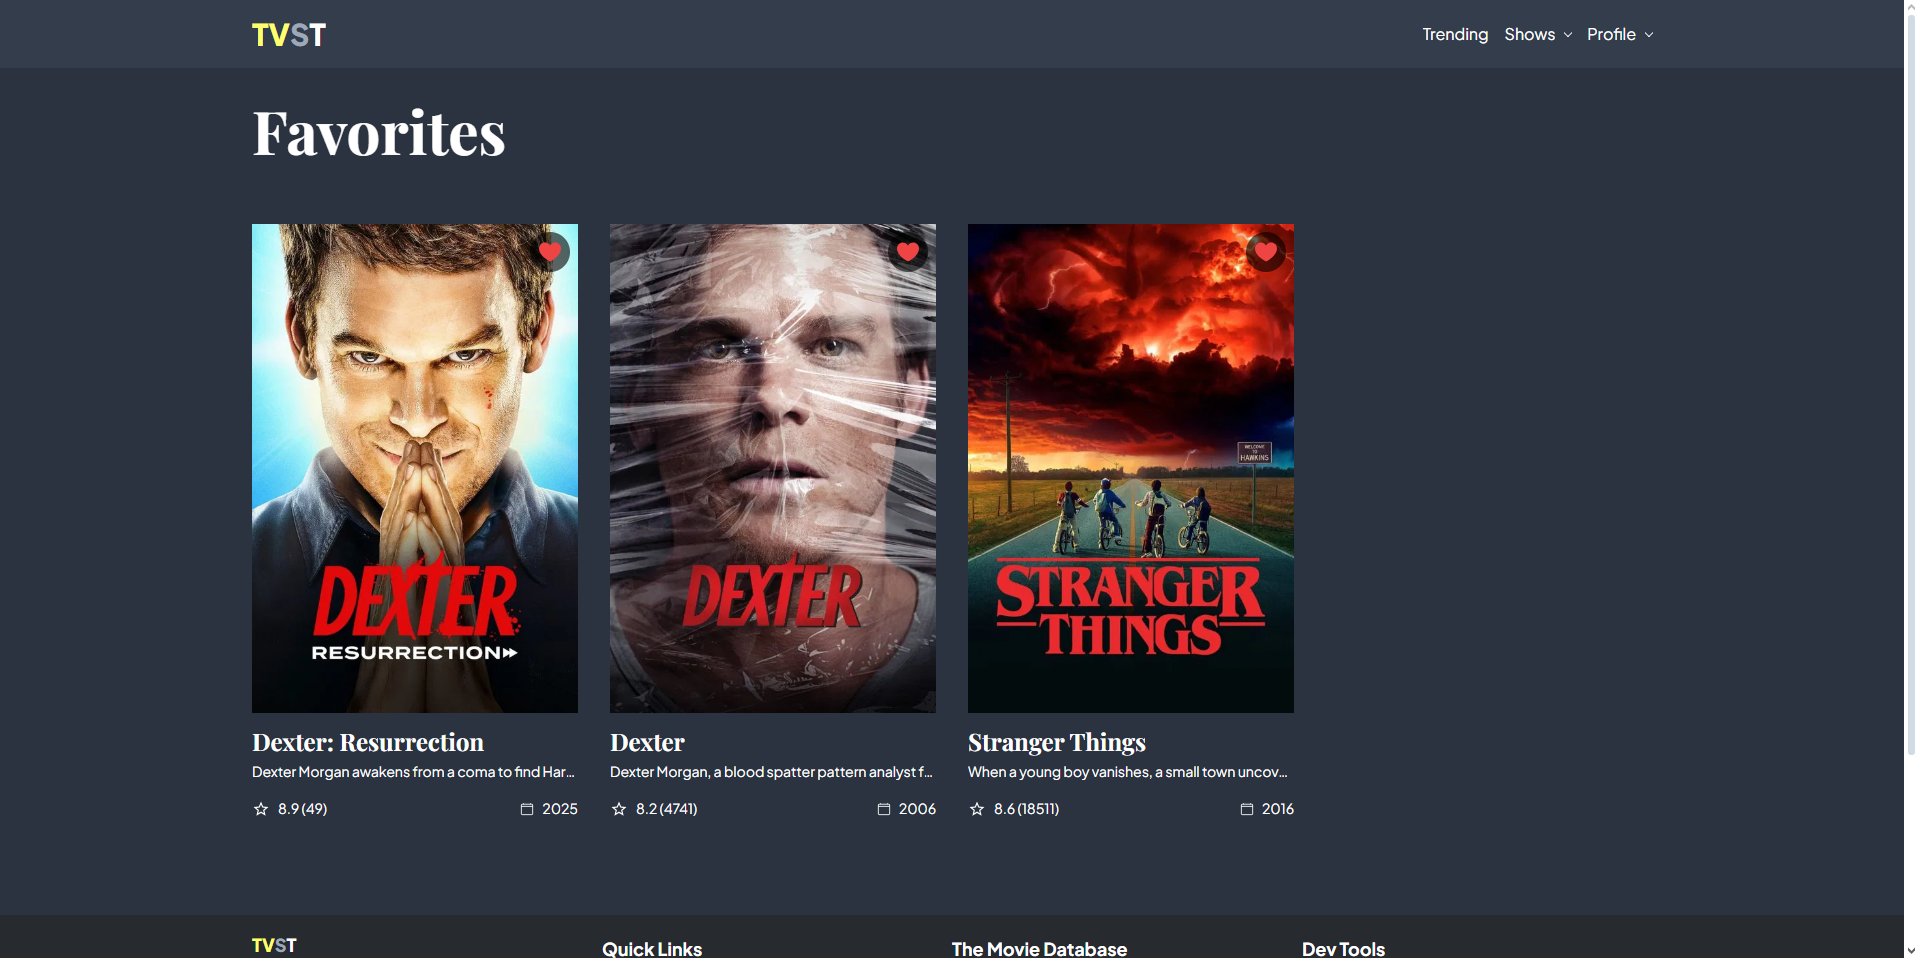 TVST
Trending Shows Profile
Favorites
DEXTER
RESURRECTION
DEXTER
WELCOME
TO
HAWKINS
STRANGER
THINGS
Dexter: Resurrection
Dexter Morgan awakens from a coma to find Har...
8.9 (49) 2025
Dexter
Dexter Morgan, a blood spatter pattern analyst f...
8.2 (4741) 2006
Stranger Things
When a young boy vanishes, a small town uncov...
8.6 (18511) 2016
TVST
Quick Links
The Movie Database
Dev Tools